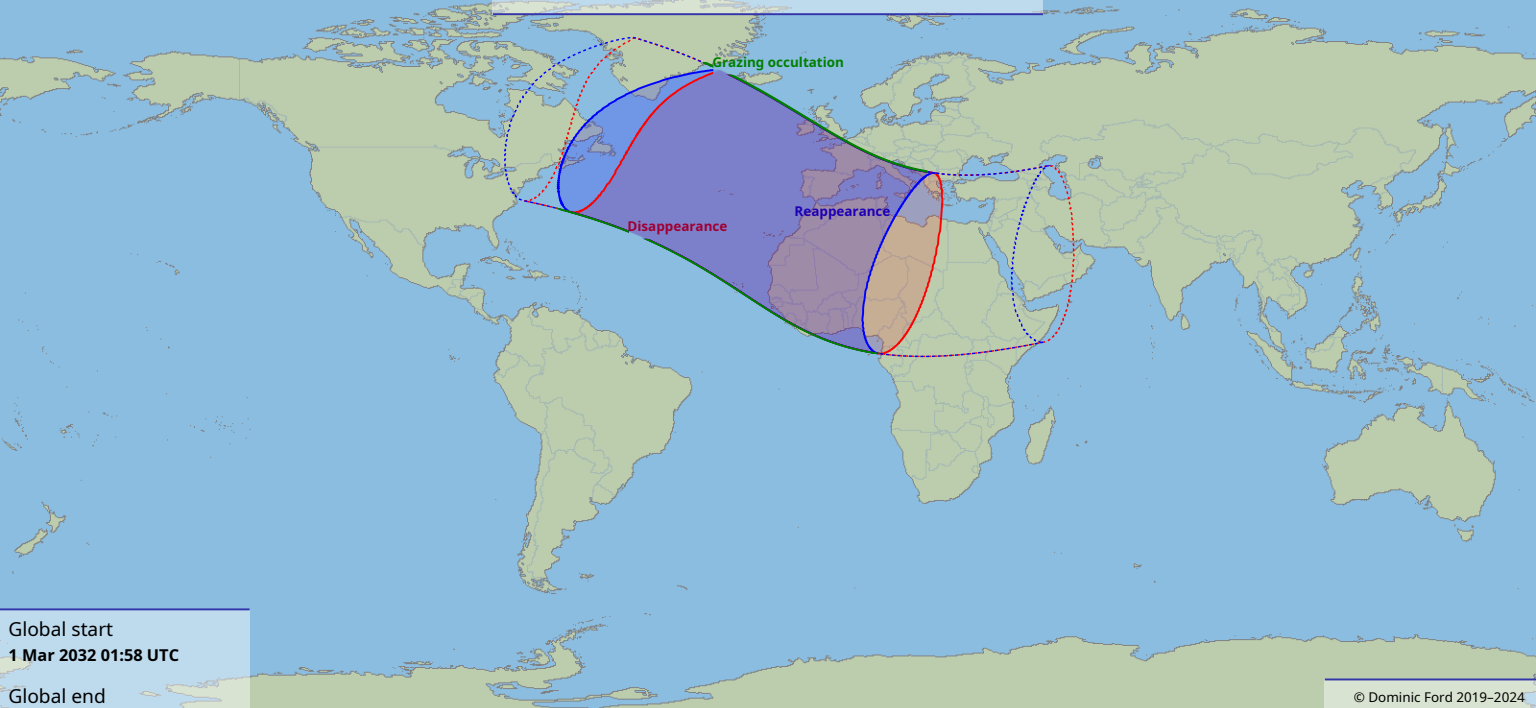 Grazing occultation
Reappearance
Disappearance
Global start
1 Mar 2032 01:58 UTC
Global end
© Dominic Ford 2019–2024